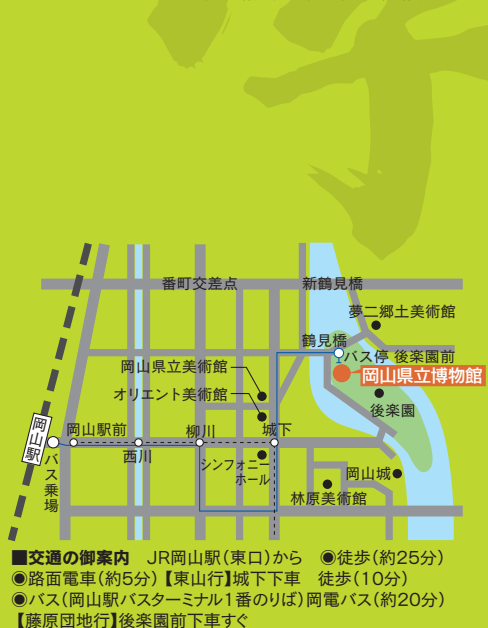 番町交差点
新鶴見橋
夢二郷土美術館
鶴見橋
バス停 後楽園前
岡山県立博物館
岡山県立美術館
オリエント美術館
後楽園
岡山駅
バス乗場
岡山駅前
西川
柳川
城下
シンフォニー
ホール
岡山城
林原美術館
■交通の御案内 JR岡山駅(東口)から ◉徒歩(約25分)
◉路面電車(約5分)【東山行】城下下車 徒歩(10分)
◉バス(岡山駅バスターミナル1番のりば)岡電バス(約20分)
【藤原団地行】後楽園前下車すぐ